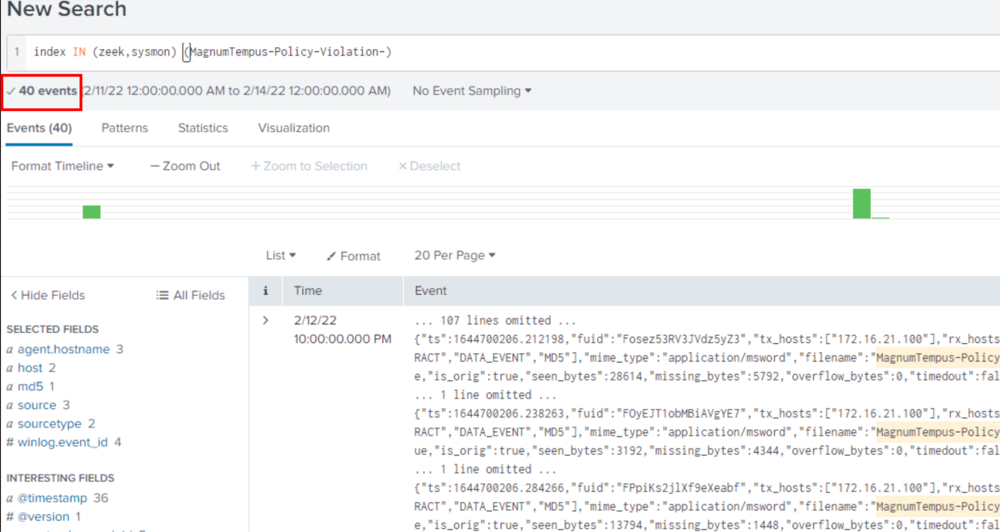 New Search
1 index IN (zeek,sysmon) (MagnumTempus-Policy-Violation-)
✓ 40 events (2/11/22 12:00:00.000 AM to 2/14/22 12:00:00.000 AM) No Event Sampling
Events (40) Patterns Statistics Visualization
Format Timeline — Zoom Out + Zoom to Selection × Deselect
List Format 20 Per Page
< Hide Fields All Fields i Time Event
SELECTED FIELDS
a agent.hostname 3
a host 2
a md5 1
a source 3
a sourcetype 2
# winlog.event_id 4
INTERESTING FIELDS
a @timestamp 36
# @version 1
> 2/12/22
10:00:00.000 PM
... 107 lines omitted ...
{"ts":1644700206.212198,"fuid":"Fosez53RV3JVdz5yZ3","tx_hosts":["172.16.21.100"],"rx_hosts
RACT","DATA_EVENT","MD5"],"mime_type":"application/msword","filename":"MagnumTempus-Policy
e,"is_orig":true,"seen_bytes":28614,"missing_bytes":5792,"overflow_bytes":0,"timedout":fal
... 1 line omitted ...
{"ts":1644700206.238263,"fuid":"FOyEJT1obMBiAVgYE7","tx_hosts":["172.16.21.100"],"rx_hosts
RACT","DATA_EVENT","MD5"],"mime_type":"application/msword","filename":"MagnumTempus-Policy
ue,"is_orig":true,"seen_bytes":3192,"missing_bytes":4344,"overflow_bytes":0,"timedout":fal
... 1 line omitted ...
{"ts":1644700206.284266,"fuid":"FPpiKs2jlXf9eXeabf","tx_hosts":["172.16.21.100"],"rx_hosts
RACT","DATA_EVENT","MD5"],"mime_type":"application/msword","filename":"MagnumTempus-Policy
e,"is_orig":true,"seen_bytes":13794,"missing_bytes":1448,"overflow_bytes":0,"timedout":fal